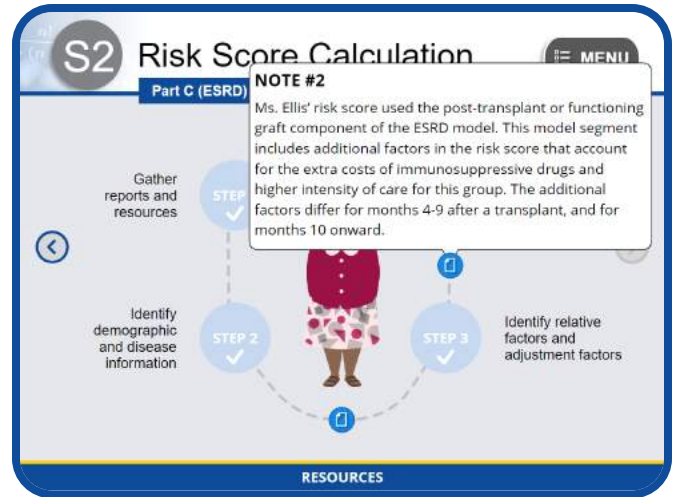 S2
Risk Score Calculation
MENU
Part C (ESRD)
NOTE #2
Ms. Ellis' risk score used the post-transplant or functioning
graft component of the ESRD model. This model segment
includes additional factors in the risk score that account
for the extra costs of immunosuppressive drugs and
higher intensity of care for this group. The additional
factors differ for months 4-9 after a transplant, and for
months 10 onward.
Gather
reports and
resources
STEP
Identify
demographic
and disease
information
STEP 2
STEP 3
Identify relative
factors and
adjustment factors
RESOURCES